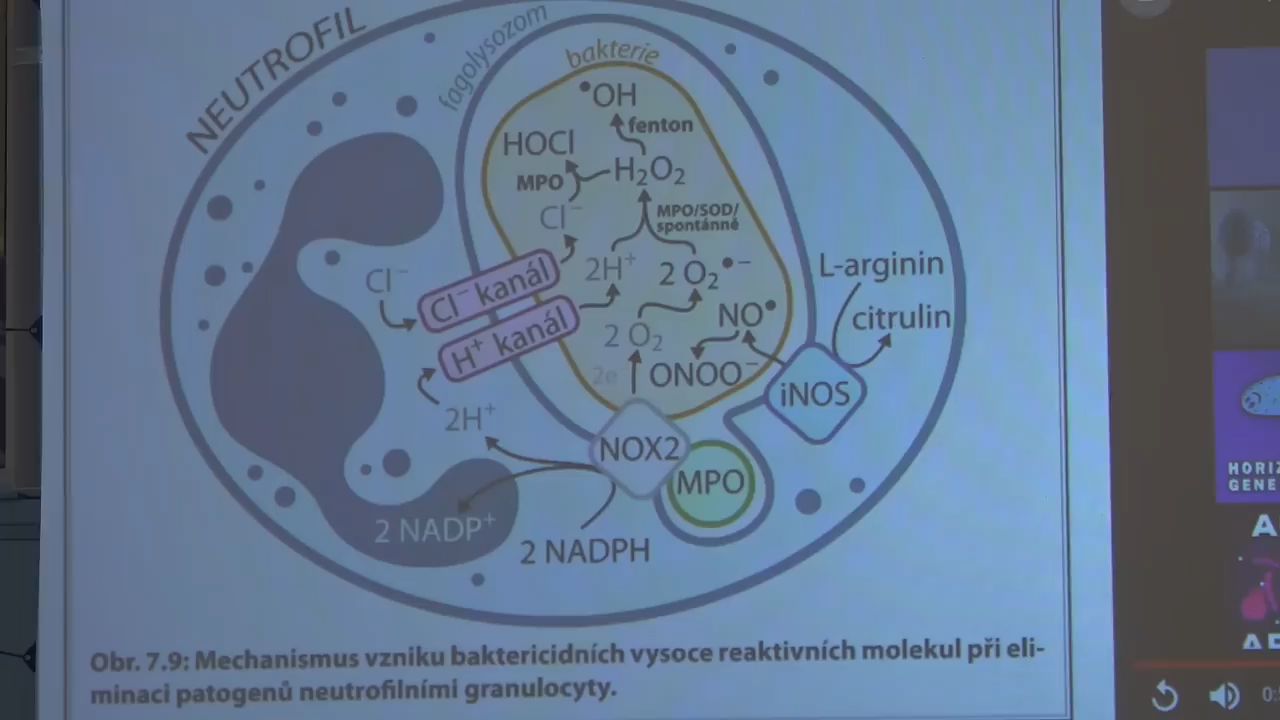 NEUTROFIL
fagolysozom
bakterie
•OH
fenton
HOCl
H₂O₂
MPO
Cl⁻
MPO/SOD/
spontánně
2H⁺
2 O₂•⁻
L-arginin
Cl⁻
Cl⁻ kanál
citrulin
NO•
H⁺ kanál
2 O₂
2e
ONOO⁻
iNOS
2H⁺
NOX2
MPO
2 NADP⁺
2 NADPH
Obr. 7.9: Mechanismus vzniku baktericidních vysoce reaktivních molekul při eli-
minaci patogenů neutrofilními granulocyty.